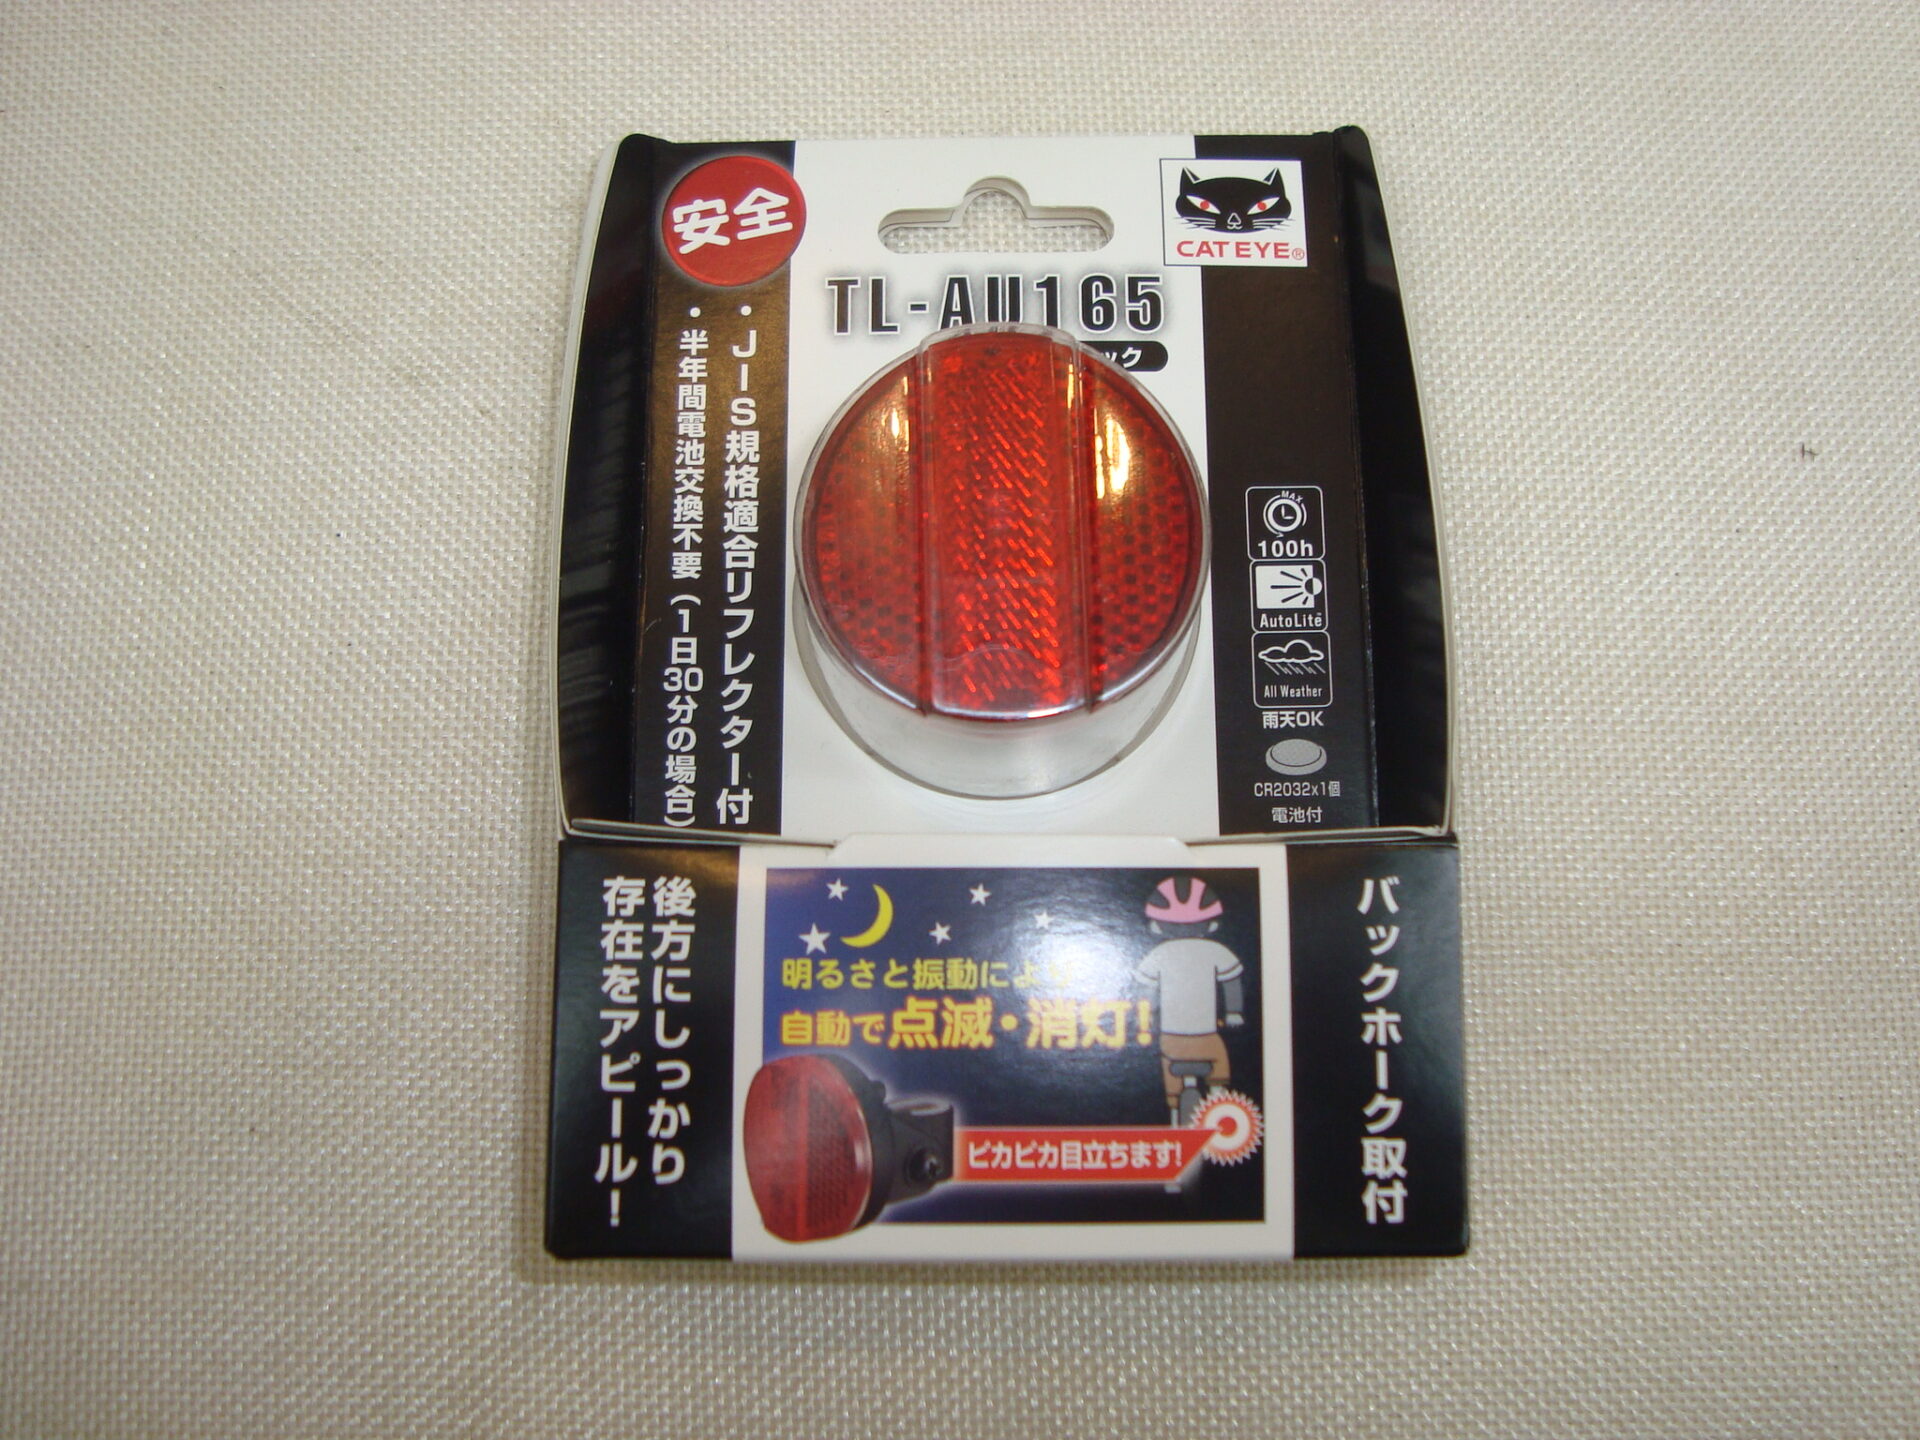 安全
CATEYE®
TL-AU165
ック
・JIS規格適合リフレクター付
・半年間電池交換不要(1日30分の場合)
MAX
100h
AutoLite
All Weather
雨天OK
CR2032x1個
電池付
後方にしっかり
存在をアピール!
明るさと振動により
自動で点滅・消灯!
ピカピカ目立ちます!
バックホーク取付